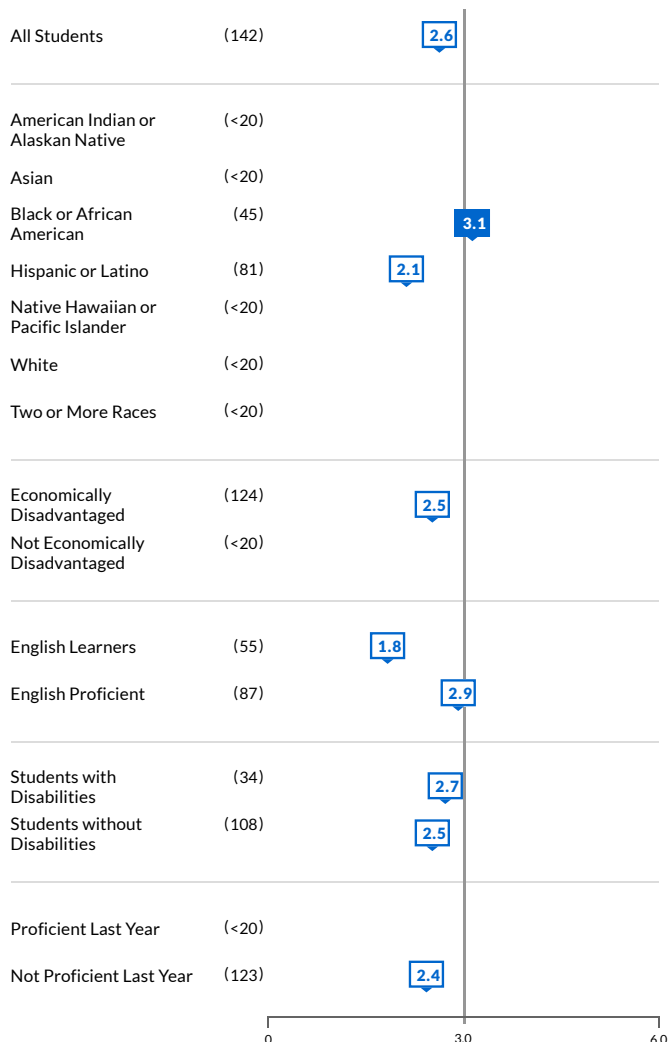 All Students (142) 2.6
American Indian or
Alaskan Native (<20)
Asian (<20)
Black or African
American (45) 3.1
Hispanic or Latino (81) 2.1
Native Hawaiian or
Pacific Islander (<20)
White (<20)
Two or More Races (<20)
Economically
Disadvantaged (124) 2.5
Not Economically
Disadvantaged (<20)
English Learners (55) 1.8
English Proficient (87) 2.9
Students with
Disabilities (34) 2.7
Students without
Disabilities (108) 2.5
Proficient Last Year (<20)
Not Proficient Last Year (123) 2.4
0 3.0 6.0